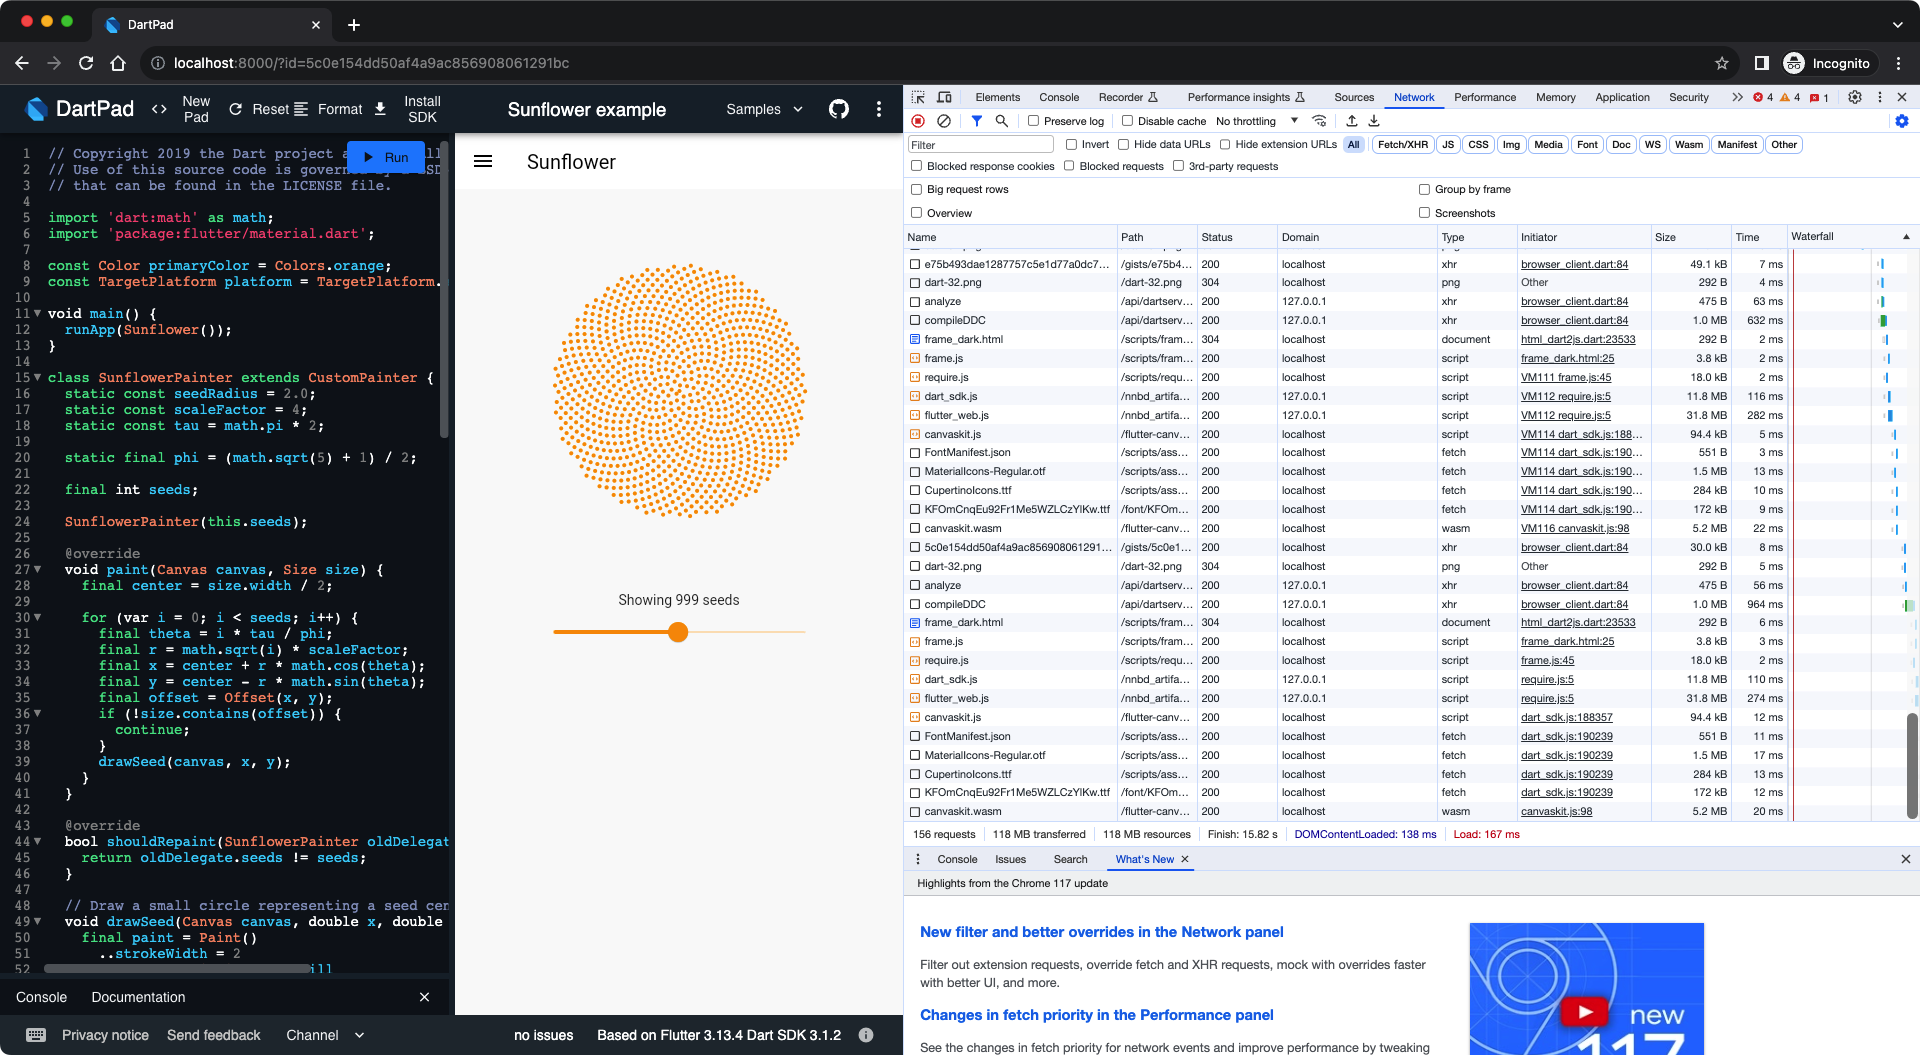 DartPad
localhost:8000/?id=5c0e154dd50af4a9ac856908061291bc
Incognito
DartPad
<> New Pad
Reset
Format
Install SDK
Sunflower example
Samples
Run
1 // Copyright 2019 the Dart project a
2 // Use of this source code is governed
3 // that can be found in the LICENSE file.
4
5 import 'dart:math' as math;
6 import 'package:flutter/material.dart';
7
8 const Color primaryColor = Colors.orange;
9 const TargetPlatform platform = TargetPlatform.
10
11 void main() {
12 runApp(Sunflower());
13 }
14
15 class SunflowerPainter extends CustomPainter {
16 static const seedRadius = 2.0;
17 static const scaleFactor = 4;
18 static const tau = math.pi * 2;
19
20 static final phi = (math.sqrt(5) + 1) / 2;
21
22 final int seeds;
23
24 SunflowerPainter(this.seeds);
25
26 @override
27 void paint(Canvas canvas, Size size) {
28 final center = size.width / 2;
29
30 for (var i = 0; i < seeds; i++) {
31 final theta = i * tau / phi;
32 final r = math.sqrt(i) * scaleFactor;
33 final x = center + r * math.cos(theta);
34 final y = center - r * math.sin(theta);
35 final offset = Offset(x, y);
36 if (!size.contains(offset)) {
37 continue;
38 }
39 drawSeed(canvas, x, y);
40 }
41 }
42
43 @override
44 bool shouldRepaint(SunflowerPainter oldDelegat
45 return oldDelegate.seeds != seeds;
46 }
47
48 // Draw a small circle representing a seed cen
49 void drawSeed(Canvas canvas, double x, double
50 final paint = Paint()
51 ..strokeWidth = 2
52 ill
Console Documentation
Privacy notice Send feedback Channel
no issues Based on Flutter 3.13.4 Dart SDK 3.1.2
Sunflower
Showing 999 seeds
Elements Console Recorder Performance insights Sources Network Performance Memory Application Security 4 4 1
Preserve log Disable cache No throttling
Filter Invert Hide data URLs Hide extension URLs All Fetch/XHR JS CSS Img Media Font Doc WS Wasm Manifest Other
Blocked response cookies Blocked requests 3rd-party requests
Big request rows Group by frame
Overview Screenshots
Name Path Status Domain Type Initiator Size Time Waterfall
e75b493dae1287757c5e1d77a0dc7... /gists/e75b4... 200 localhost xhr browser_client.dart:84 49.1 kB 7 ms
dart-32.png /dart-32.png 304 localhost png Other 292 B 4 ms
analyze /api/dartserv... 200 127.0.0.1 xhr browser_client.dart:84 475 B 63 ms
compileDDC /api/dartserv... 200 127.0.0.1 xhr browser_client.dart:84 1.0 MB 632 ms
frame_dark.html /scripts/fram... 304 localhost document html_dart2js.dart:23533 292 B 2 ms
frame.js /scripts/fram... 200 localhost script frame_dark.html:25 3.8 kB 2 ms
require.js /scripts/requ... 200 localhost script VM111 frame.js:45 18.0 kB 2 ms
dart_sdk.js /nnbd_artifa... 200 127.0.0.1 script VM112 require.js:5 11.8 MB 116 ms
flutter_web.js /nnbd_artifa... 200 127.0.0.1 script VM112 require.js:5 31.8 MB 282 ms
canvaskit.js /flutter-canv... 200 localhost script VM114 dart_sdk.js:188... 94.4 kB 5 ms
FontManifest.json /scripts/ass... 200 localhost fetch VM114 dart_sdk.js:190... 551 B 3 ms
MaterialIcons-Regular.otf /scripts/ass... 200 localhost fetch VM114 dart_sdk.js:190... 1.5 MB 13 ms
CupertinoIcons.ttf /scripts/ass... 200 localhost fetch VM114 dart_sdk.js:190... 284 kB 10 ms
KFOmCnqEu92Fr1Me5WZLCzYlKw.ttf /font/KFOm... 200 localhost fetch VM114 dart_sdk.js:190... 172 kB 9 ms
canvaskit.wasm /flutter-canv... 200 localhost wasm VM116 canvaskit.js:98 5.2 MB 22 ms
5c0e154dd50af4a9ac856908061291... /gists/5c0e1... 200 localhost xhr browser_client.dart:84 30.0 kB 8 ms
dart-32.png /dart-32.png 304 localhost png Other 292 B 5 ms
analyze /api/dartserv... 200 127.0.0.1 xhr browser_client.dart:84 475 B 56 ms
compileDDC /api/dartserv... 200 127.0.0.1 xhr browser_client.dart:84 1.0 MB 964 ms
frame_dark.html /scripts/fram... 304 localhost document html_dart2js.dart:23533 292 B 6 ms
frame.js /scripts/fram... 200 localhost script frame_dark.html:25 3.8 kB 3 ms
require.js /scripts/requ... 200 localhost script frame.js:45 18.0 kB 2 ms
dart_sdk.js /nnbd_artifa... 200 127.0.0.1 script require.js:5 11.8 MB 110 ms
flutter_web.js /nnbd_artifa... 200 127.0.0.1 script require.js:5 31.8 MB 274 ms
canvaskit.js /flutter-canv... 200 localhost script dart_sdk.js:188357 94.4 kB 12 ms
FontManifest.json /scripts/ass... 200 localhost fetch dart_sdk.js:190239 551 B 11 ms
MaterialIcons-Regular.otf /scripts/ass... 200 localhost fetch dart_sdk.js:190239 1.5 MB 17 ms
CupertinoIcons.ttf /scripts/ass... 200 localhost fetch dart_sdk.js:190239 284 kB 13 ms
KFOmCnqEu92Fr1Me5WZLCzYlKw.ttf /font/KFOm... 200 localhost fetch dart_sdk.js:190239 172 kB 12 ms
canvaskit.wasm /flutter-canv... 200 localhost wasm canvaskit.js:98 5.2 MB 20 ms
156 requests 118 MB transferred 118 MB resources Finish: 15.82 s DOMContentLoaded: 138 ms Load: 167 ms
Console Issues Search What's New
Highlights from the Chrome 117 update
New filter and better overrides in the Network panel
Filter out extension requests, override fetch and XHR requests, mock with overrides faster
with better UI, and more.
Changes in fetch priority in the Performance panel
See the changes in fetch priority for network events and improve performance by tweaking
new
117